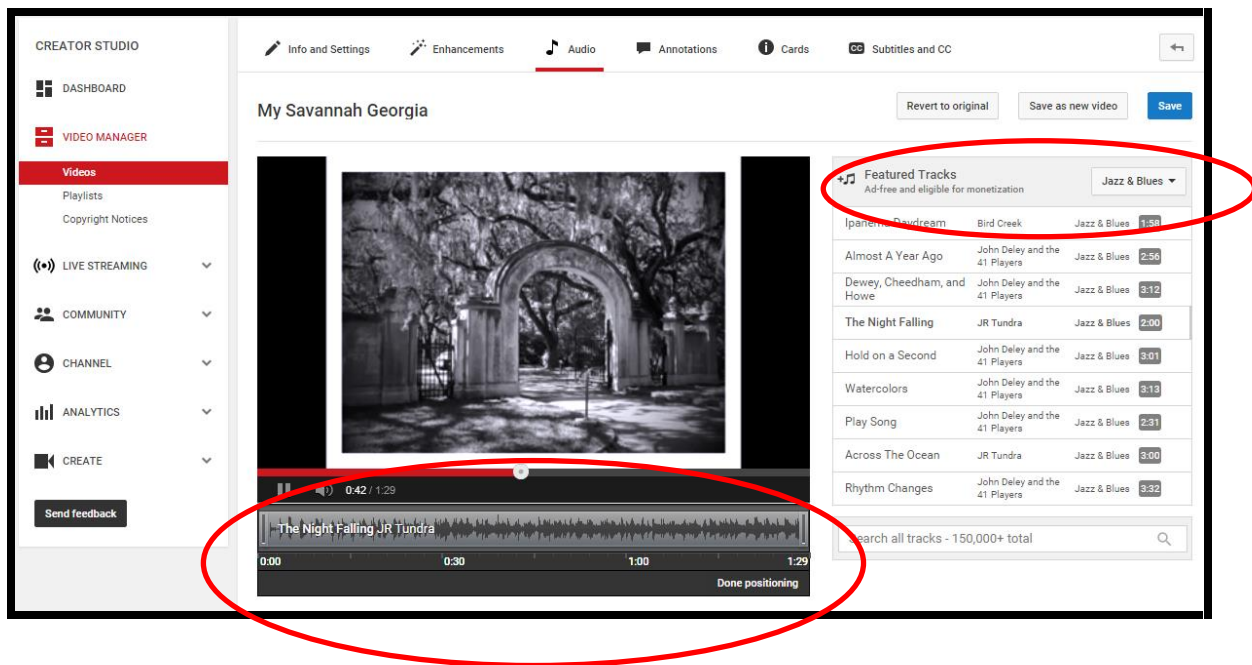 CREATOR STUDIO
DASHBOARD
VIDEO MANAGER
Videos
Playlists
Copyright Notices
LIVE STREAMING
COMMUNITY
CHANNEL
ANALYTICS
CREATE
Send feedback
Info and Settings
Enhancements
Audio
Annotations
Cards
CC Subtitles and CC
My Savannah Georgia
Revert to original
Save as new video
Save
0:42 / 1:29
The Night Falling JR Tundra
0:00 0:30 1:00 1:29
Done positioning
Featured Tracks
Ad-free and eligible for monetization
Jazz & Blues
Ipanema Daydream Bird Creek Jazz & Blues 1:58
Almost A Year Ago John Deley and the 41 Players Jazz & Blues 2:56
Dewey, Cheedham, and Howe John Deley and the 41 Players Jazz & Blues 3:12
The Night Falling JR Tundra Jazz & Blues 2:00
Hold on a Second John Deley and the 41 Players Jazz & Blues 3:01
Watercolors John Deley and the 41 Players Jazz & Blues 3:13
Play Song John Deley and the 41 Players Jazz & Blues 2:31
Across The Ocean JR Tundra Jazz & Blues 3:00
Rhythm Changes John Deley and the 41 Players Jazz & Blues 3:32
Search all tracks - 150,000+ total